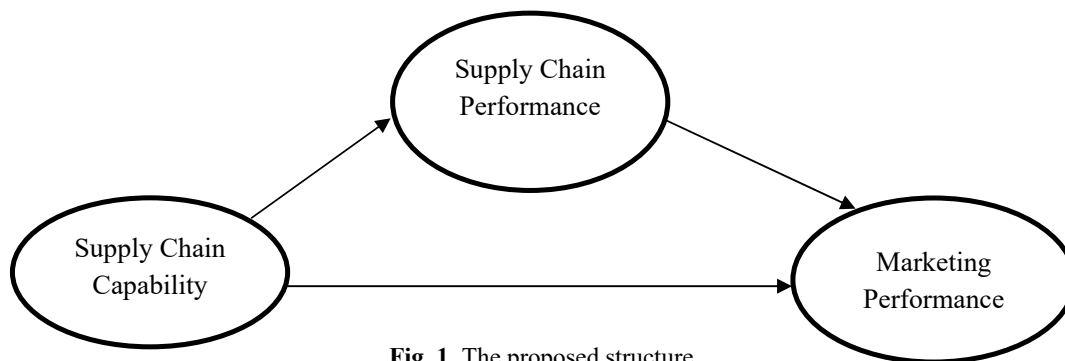 Supply Chain
Performance
Supply Chain
Capability
Marketing
Performance
Fig. 1. The proposed structure